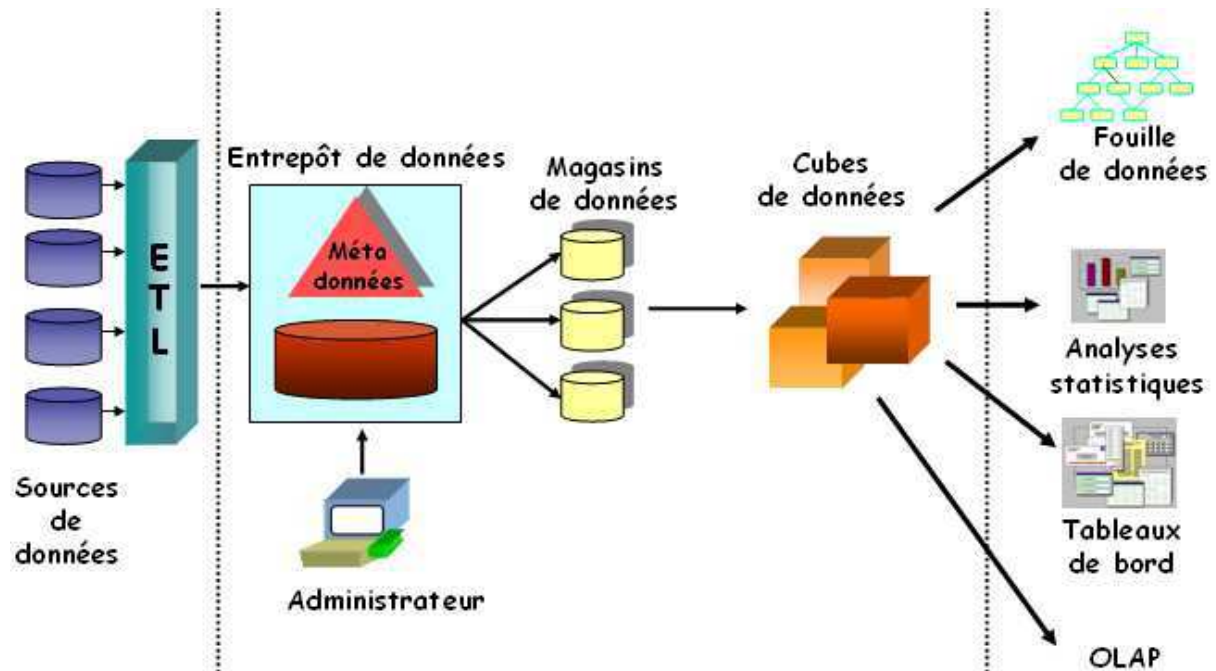 Sources
de
données
E
T
L
Entrepôt de données
Méta
données
Administrateur
Magasins
de données
Cubes
de données
Fouille
de données
Analyses
statistiques
Tableaux
de bord
OLAP